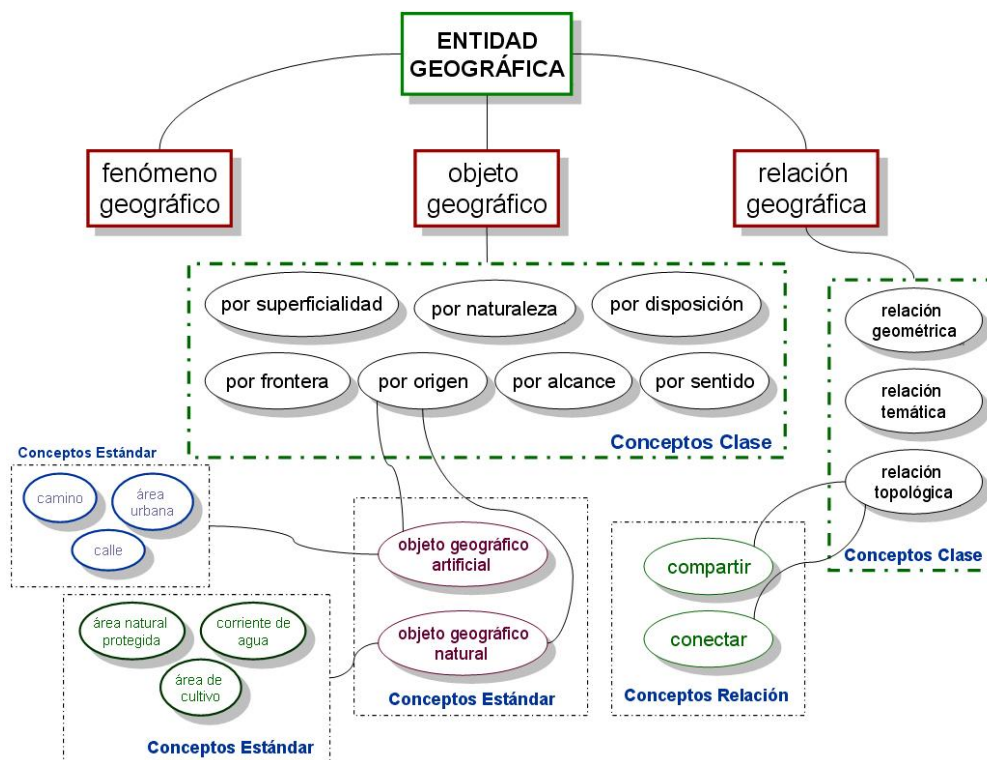 ENTIDAD
GEOGRÁFICA
fenómeno
geográfico
objeto
geográfico
relación
geográfica
por superficialidad
por naturaleza
por disposición
por frontera
por origen
por alcance
por sentido
Conceptos Clase
relación
geométrica
relación
temática
relación
topológica
Conceptos Clase
Conceptos Estándar
camino
área
urbana
calle
objeto geográfico
artificial
objeto geográfico
natural
Conceptos Estándar
compartir
conectar
Conceptos Relación
área natural
protegida
corriente de
agua
área de
cultivo
Conceptos Estándar